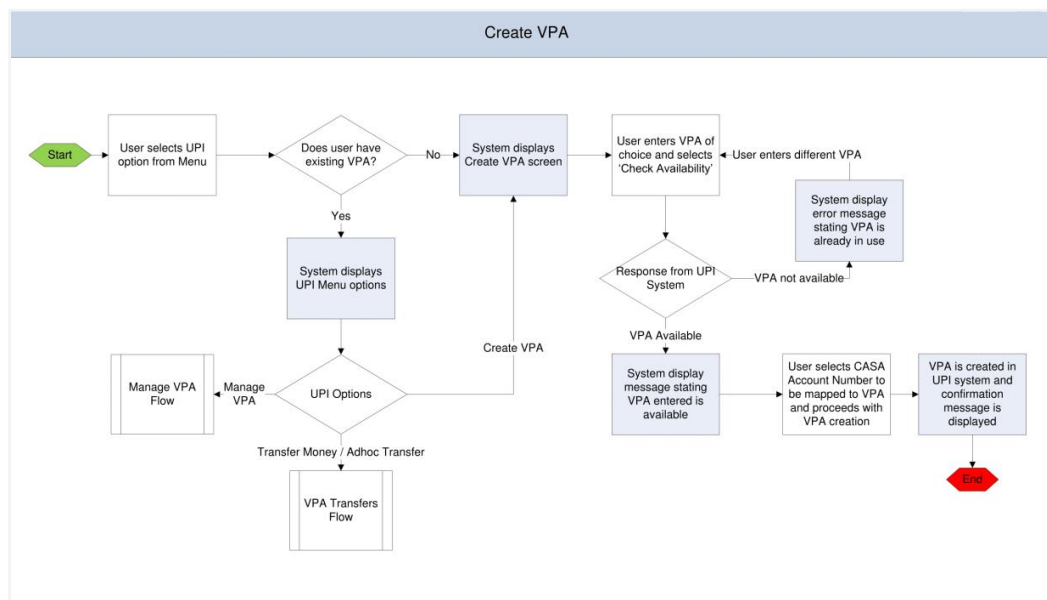 Create VPA
Start
User selects UPI
option from Menu
Does user have
existing VPA?
No
System displays
Create VPA screen
User enters VPA of
choice and selects
‘Check Availability’
User enters different VPA
System display
error message
stating VPA is
already in use
Yes
System displays
UPI Menu options
Response from UPI
System
VPA not available
VPA Available
Create VPA
Manage VPA
Flow
Manage
VPA
UPI Options
System display
message stating
VPA entered is
available
User selects CASA
Account Number to
be mapped to VPA
and proceeds with
VPA creation
VPA is created in
UPI system and
confirmation
message is
displayed
Transfer Money / Adhoc Transfer
VPA Transfers
Flow
End